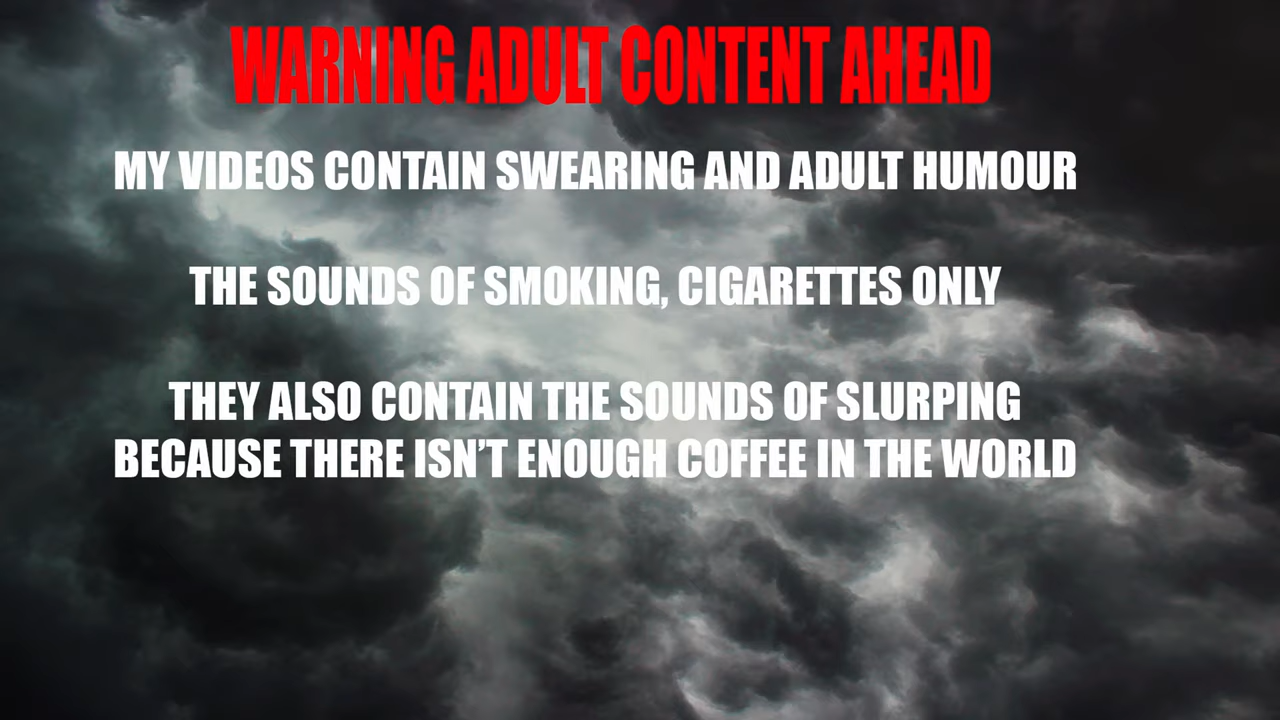 WARNING ADULT CONTENT AHEAD
MY VIDEOS CONTAIN SWEARING AND ADULT HUMOUR
THE SOUNDS OF SMOKING, CIGARETTES ONLY
THEY ALSO CONTAIN THE SOUNDS OF SLURPING
BECAUSE THERE ISN’T ENOUGH COFFEE IN THE WORLD